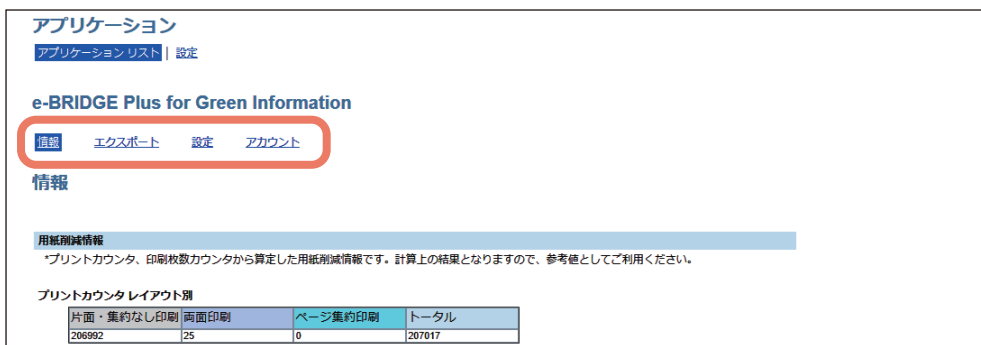 アプリケーション
アプリケーション リスト | 設定
e-BRIDGE Plus for Green Information
情報 エクスポート 設定 アカウント
情報
用紙削減情報
*プリントカウンタ、印刷枚数カウンタから算定した用紙削減情報です。計算上の結果となりますので、参考値としてご利用ください。
プリントカウンタ レイアウト別
片面・集約なし印刷 両面印刷 ページ集約印刷 トータル
206992 25 0 207017